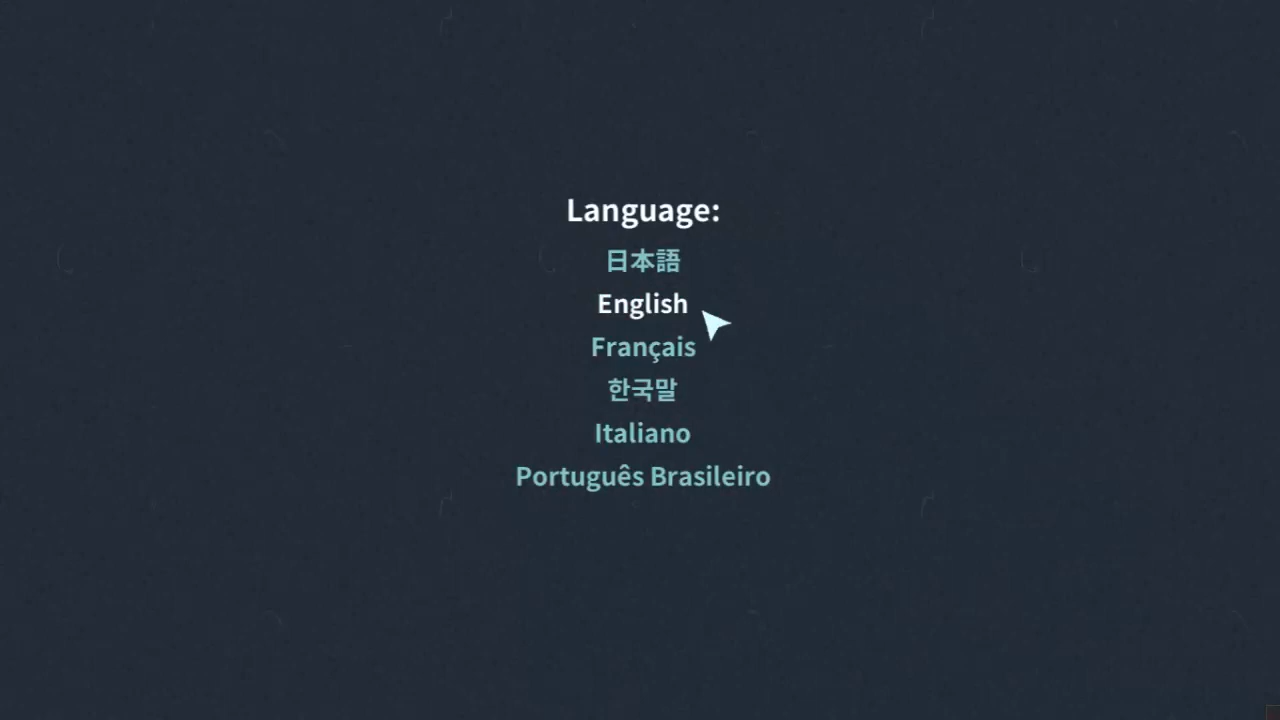 Language:
日本語
English
Français
한국말
Italiano
Português Brasileiro